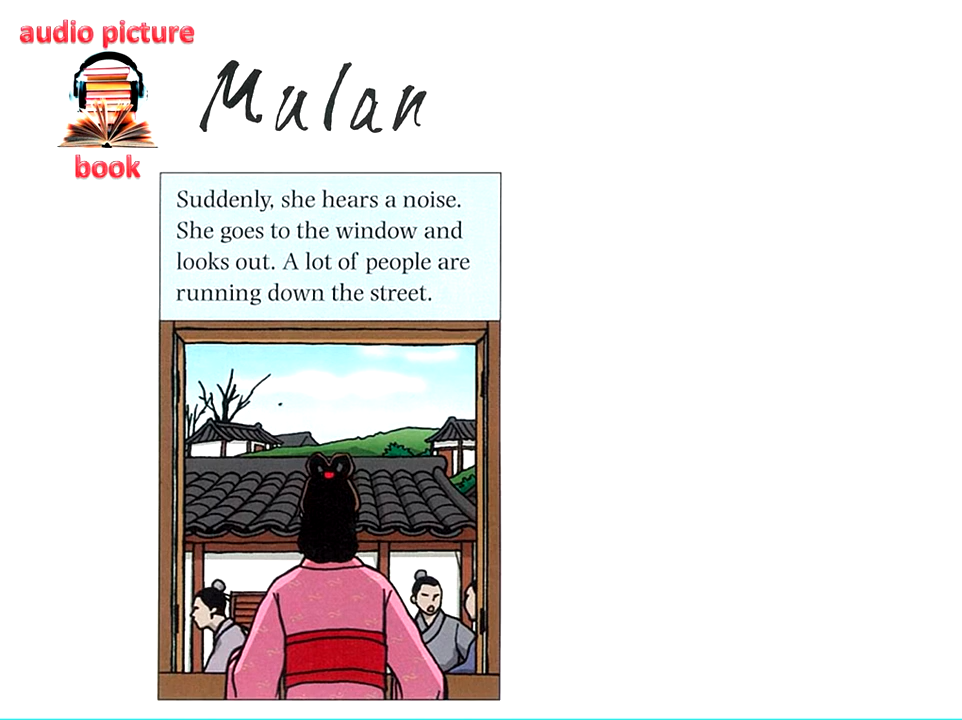 audio picture
book
Mulan
Suddenly, she hears a noise.
She goes to the window and
looks out. A lot of people are
running down the street.